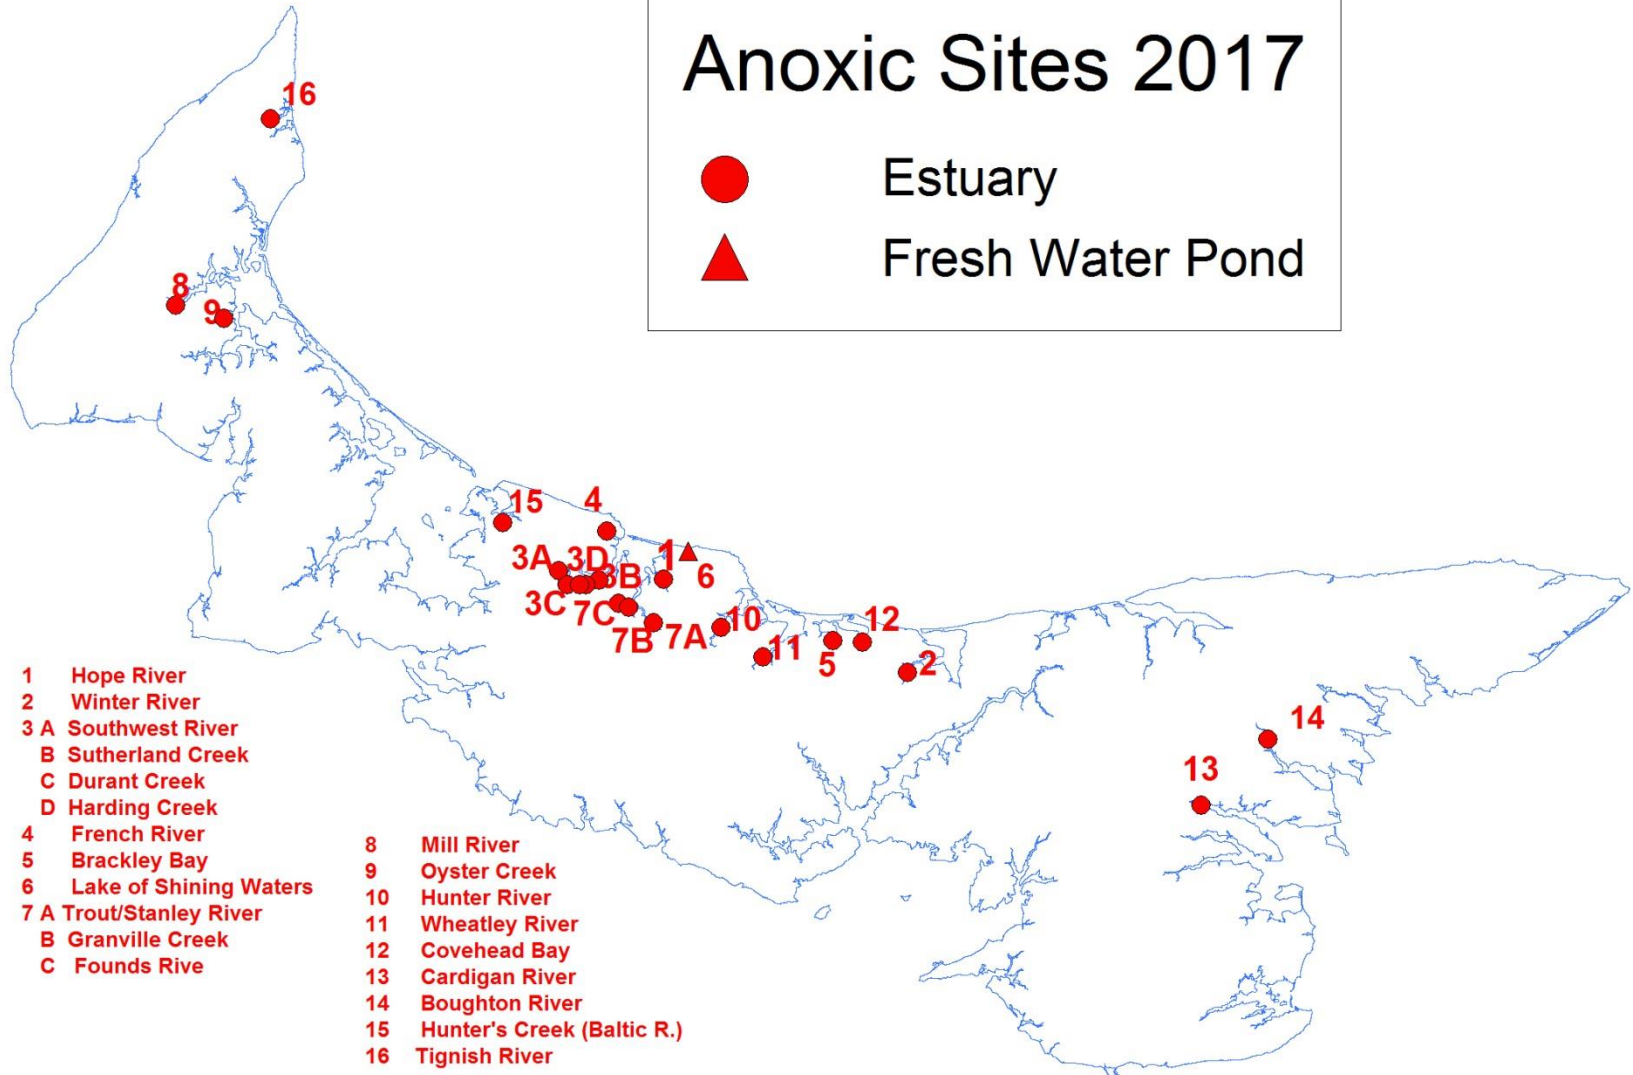 Anoxic Sites 2017
Estuary
Fresh Water Pond
16
8
9
15
4
3A
3D
1
3B
6
3C
7C
7B
7A
10
11
5
12
2
14
13
1 Hope River
2 Winter River
3 A Southwest River
B Sutherland Creek
C Durant Creek
D Harding Creek
4 French River
5 Brackley Bay
6 Lake of Shining Waters
7 A Trout/Stanley River
B Granville Creek
C Founds Rive
8 Mill River
9 Oyster Creek
10 Hunter River
11 Wheatley River
12 Covehead Bay
13 Cardigan River
14 Boughton River
15 Hunter's Creek (Baltic R.)
16 Tignish River